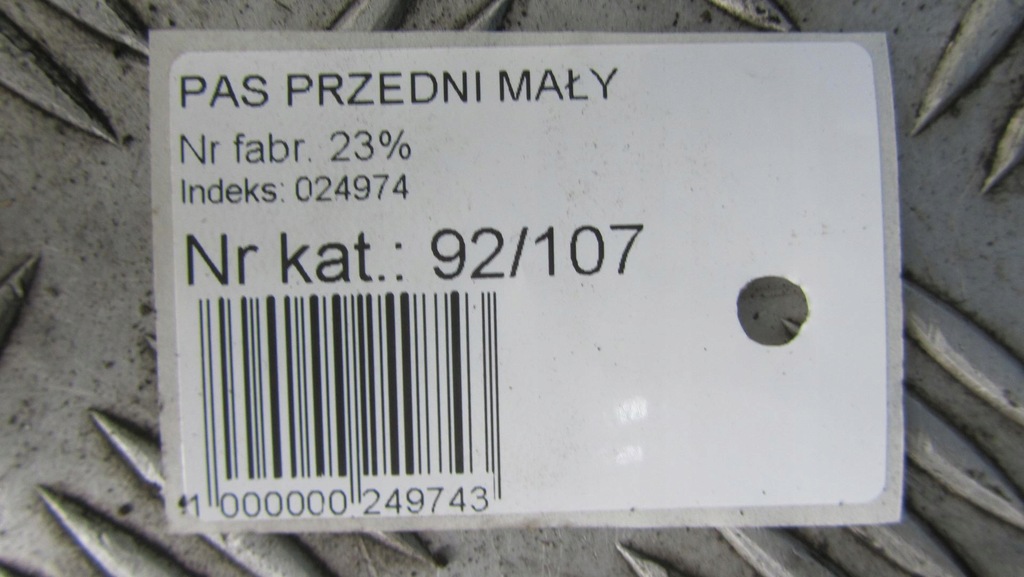 PAS PRZEDNI MAŁY
Nr fabr. 23%
Indeks: 024974
Nr kat.: 92/107
1 000000 249743